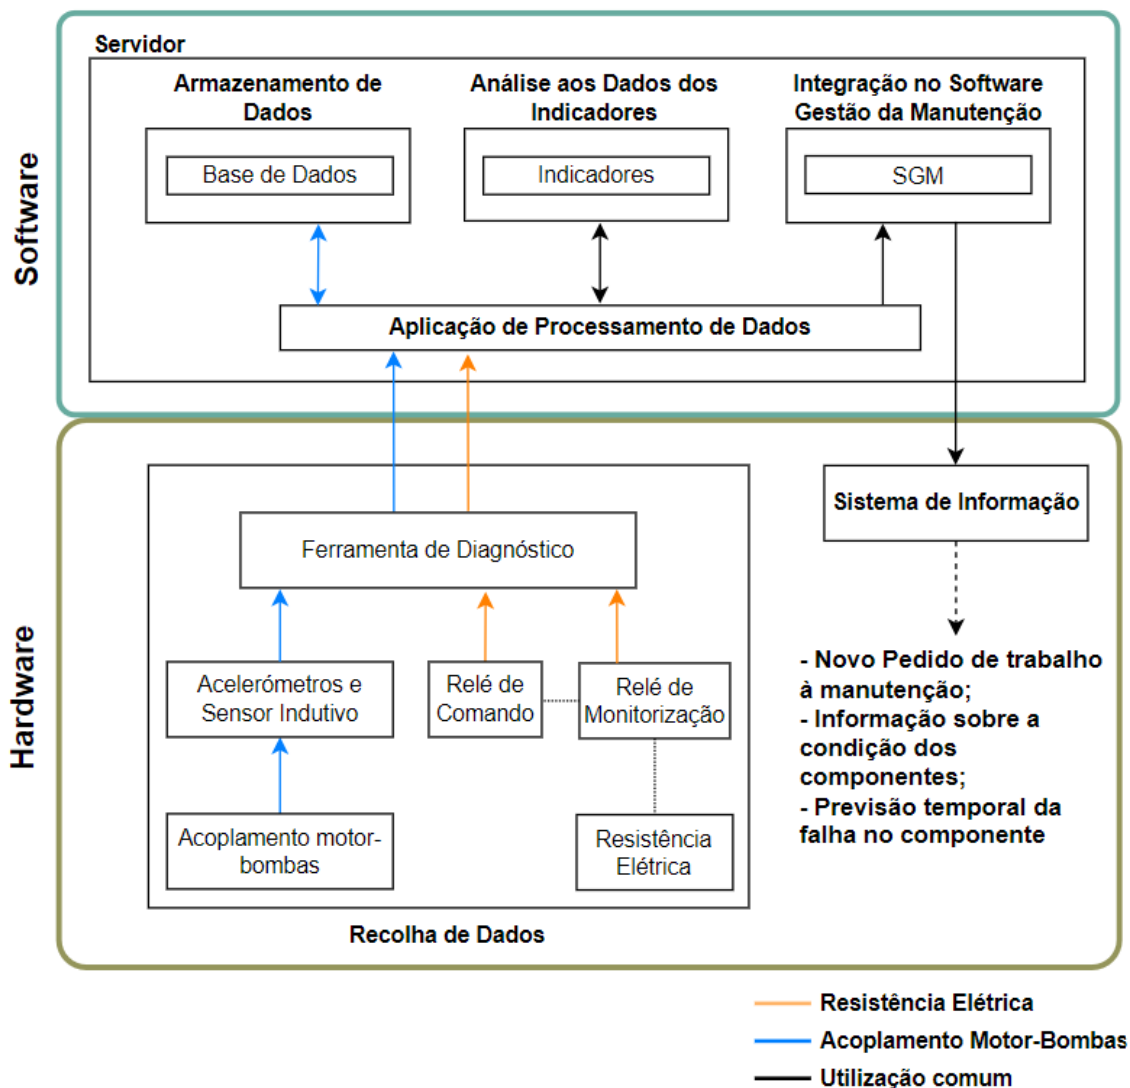 Servidor
Armazenamento de
Dados
Base de Dados
Análise aos Dados dos
Indicadores
Indicadores
Integração no Software
Gestão da Manutenção
SGM
Aplicação de Processamento de Dados
Software
Ferramenta de Diagnóstico
Acelerómetros e
Sensor Indutivo
Relé de
Comando
Relé de
Monitorização
Acoplamento motor-
bombas
Resistência
Elétrica
Recolha de Dados
Sistema de Informação
- Novo Pedido de trabalho
à manutenção;
- Informação sobre a
condição dos
componentes;
- Previsão temporal da
falha no componente
Hardware
Resistência Elétrica
Acoplamento Motor-Bombas
Utilização comum